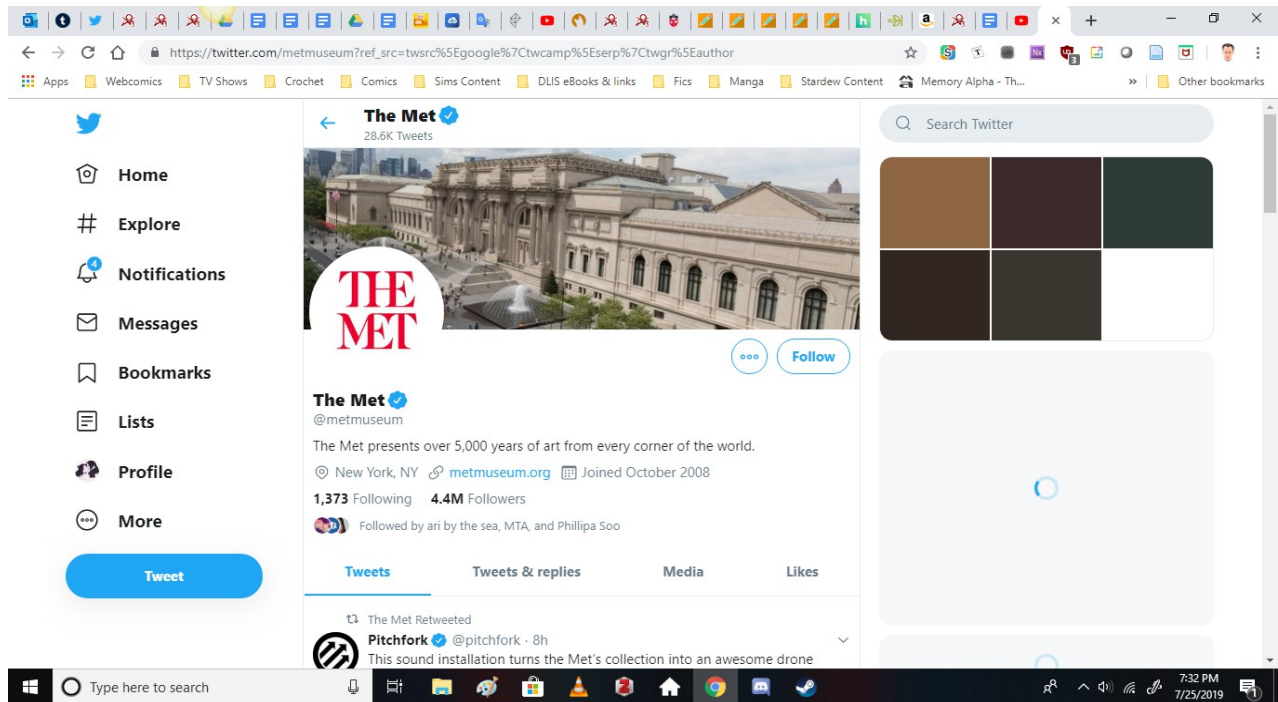 https://twitter.com/metmuseum?ref_src=twsrc%5Egoogle%7Ctwcamp%5Eserp%7Ctwgr%5Eauthor
Apps Webcomics TV Shows Crochet Comics Sims Content DLIS eBooks & links Fics Manga Stardew Content Memory Alpha - Th... » Other bookmarks
The Met
28.6K Tweets
Search Twitter
Home
Explore
4
Notifications
Messages
Bookmarks
Lists
Profile
More
Tweet
THE
MET
Follow
The Met
@metmuseum
The Met presents over 5,000 years of art from every corner of the world.
New York, NY metmuseum.org Joined October 2008
1,373 Following 4.4M Followers
Followed by ari by the sea, MTA, and Phillipa Soo
Tweets Tweets & replies Media Likes
The Met Retweeted
Pitchfork @pitchfork · 8h
This sound installation turns the Met's collection into an awesome drone
Type here to search
7:32 PM
7/25/2019